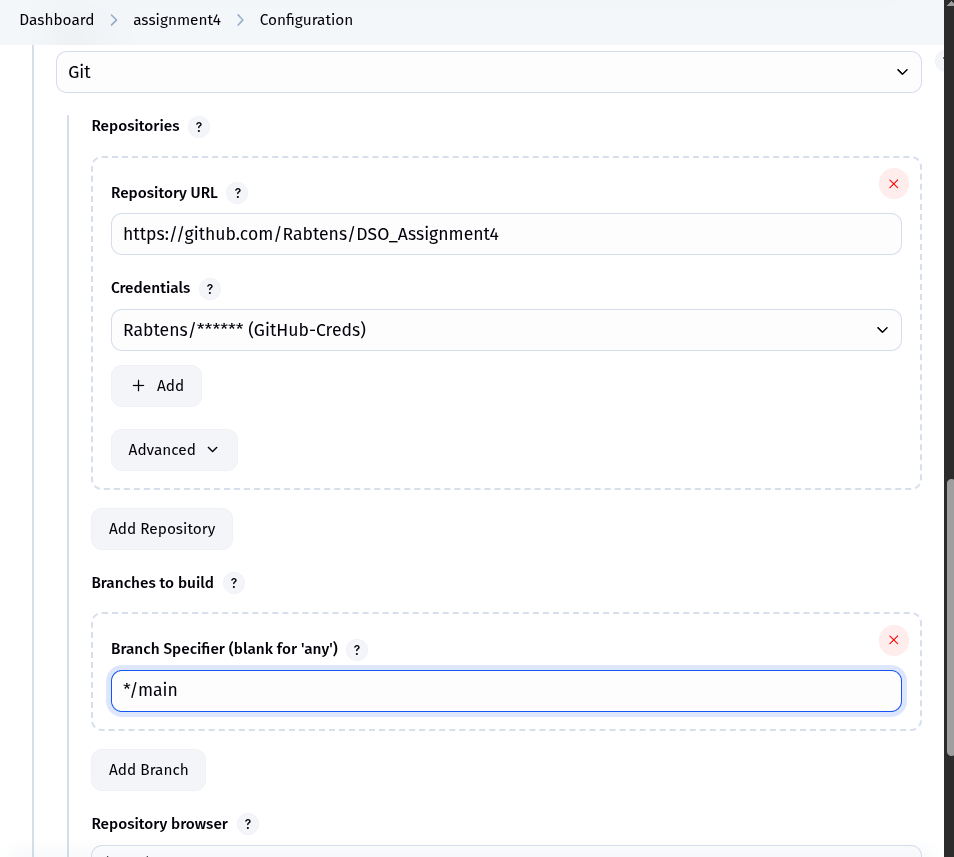 Dashboard > assignment4 > Configuration
Git
Repositories ?
Repository URL ?
https://github.com/Rabtens/DSO_Assignment4
Credentials ?
Rabtens/****** (GitHub-Creds)
+ Add
Advanced
Add Repository
Branches to build ?
Branch Specifier (blank for 'any') ?
*/main
Add Branch
Repository browser ?